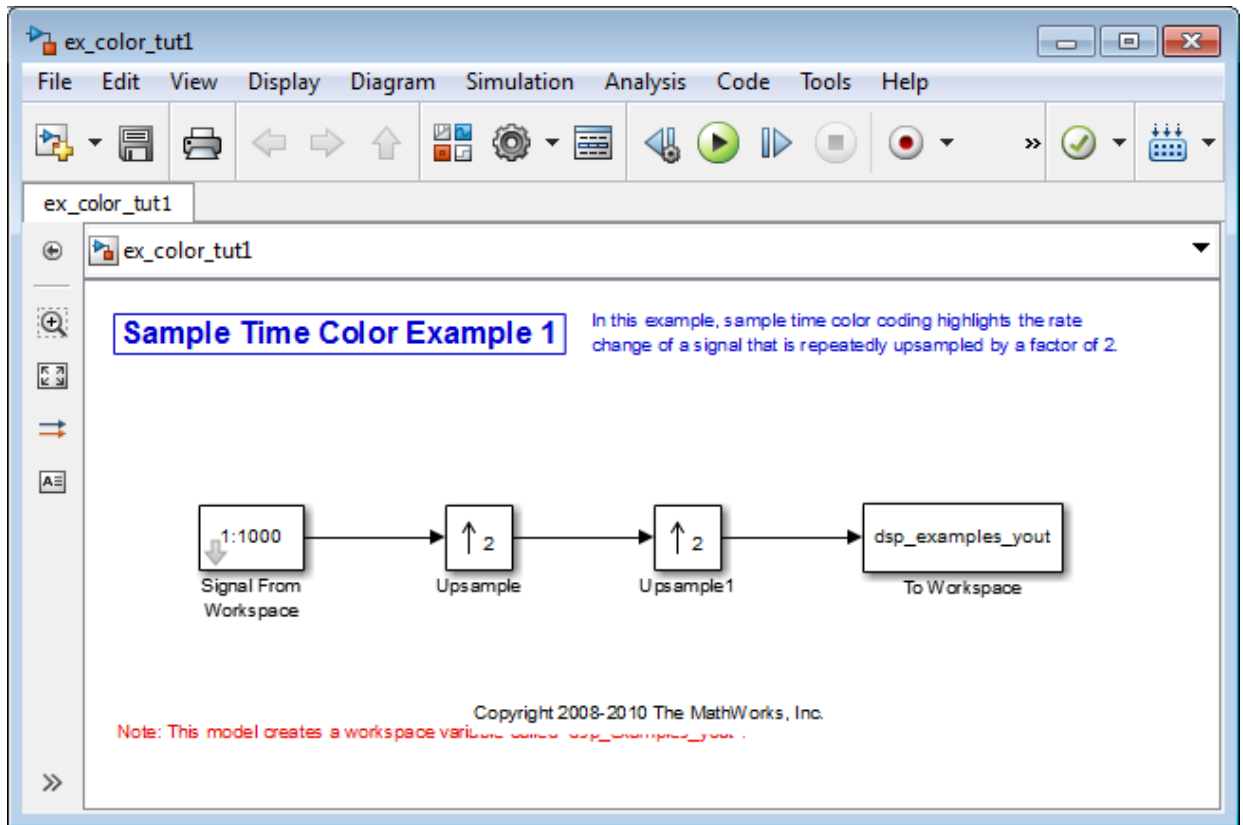 ex_color_tut1
File Edit View Display Diagram Simulation Analysis Code Tools Help
ex_color_tut1
ex_color_tut1
Sample Time Color Example 1
In this example, sample time color coding highlights the rate
change of a signal that is repeatedly upsampled by a factor of 2.
1:1000
2
2
dsp_examples_yout
Signal From
Workspace
Upsample
Upsample1
To Workspace
Copyright 2008-2010 The MathWorks, Inc.
Note: This model creates a workspace variable called "dsp_examples_yout".